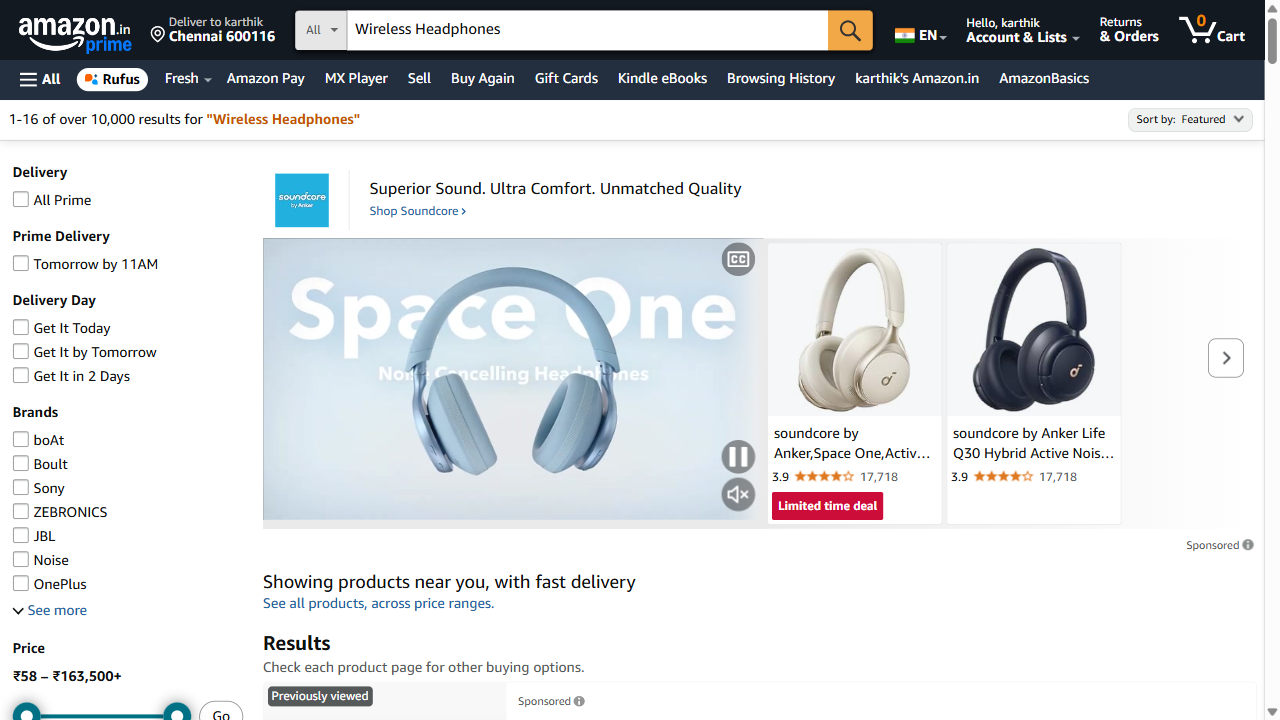 amazon.in
prime
Deliver to karthik
Chennai 600116
All
Wireless Headphones
EN
Hello, karthik
Account & Lists
Returns
& Orders
0
Cart
All
Rufus
Fresh
Amazon Pay
MX Player
Sell
Buy Again
Gift Cards
Kindle eBooks
Browsing History
karthik's Amazon.in
AmazonBasics
1-16 of over 10,000 results for "Wireless Headphones"
Sort by: Featured
Delivery
All Prime
Prime Delivery
Tomorrow by 11AM
Delivery Day
Get It Today
Get It by Tomorrow
Get It in 2 Days
Brands
boAt
Boult
Sony
ZEBRONICS
JBL
Noise
OnePlus
See more
Price
₹58 – ₹163,500+
Go
soundcore
by Anker
Superior Sound. Ultra Comfort. Unmatched Quality
Shop Soundcore ›
Space One
Noise Cancelling Headphones
CC
soundcore by
Anker,Space One,Activ…
3.9 17,718
Limited time deal
soundcore by Anker Life
Q30 Hybrid Active Nois…
3.9 17,718
Sponsored
Showing products near you, with fast delivery
See all products, across price ranges.
Results
Check each product page for other buying options.
Previously viewed
Sponsored